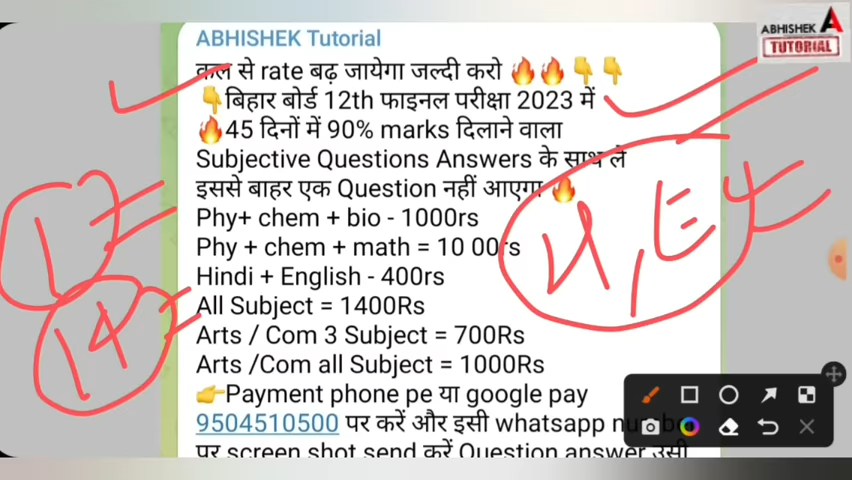 ABHISHEK Tutorial
ABHISHEK A
TUTORIAL
कल से rate बढ़ जायेगा जल्दी करो 🔥🔥👇👇
👇बिहार बोर्ड 12th फाइनल परीक्षा 2023 में
🔥45 दिनों में 90% marks दिलाने वाला
Subjective Questions Answers के साथ लें
इससे बाहर एक Question नहीं आएगा 🔥
Phy+ chem + bio - 1000rs
Phy + chem + math = 10 00rs
Hindi + English - 400rs
All Subject = 1400Rs
Arts / Com 3 Subject = 700Rs
Arts /Com all Subject = 1000Rs
👉Payment phone pe या google pay
9504510500 पर करें और इसी whatsapp number
पर screen shot send करें Question answer उसी
14